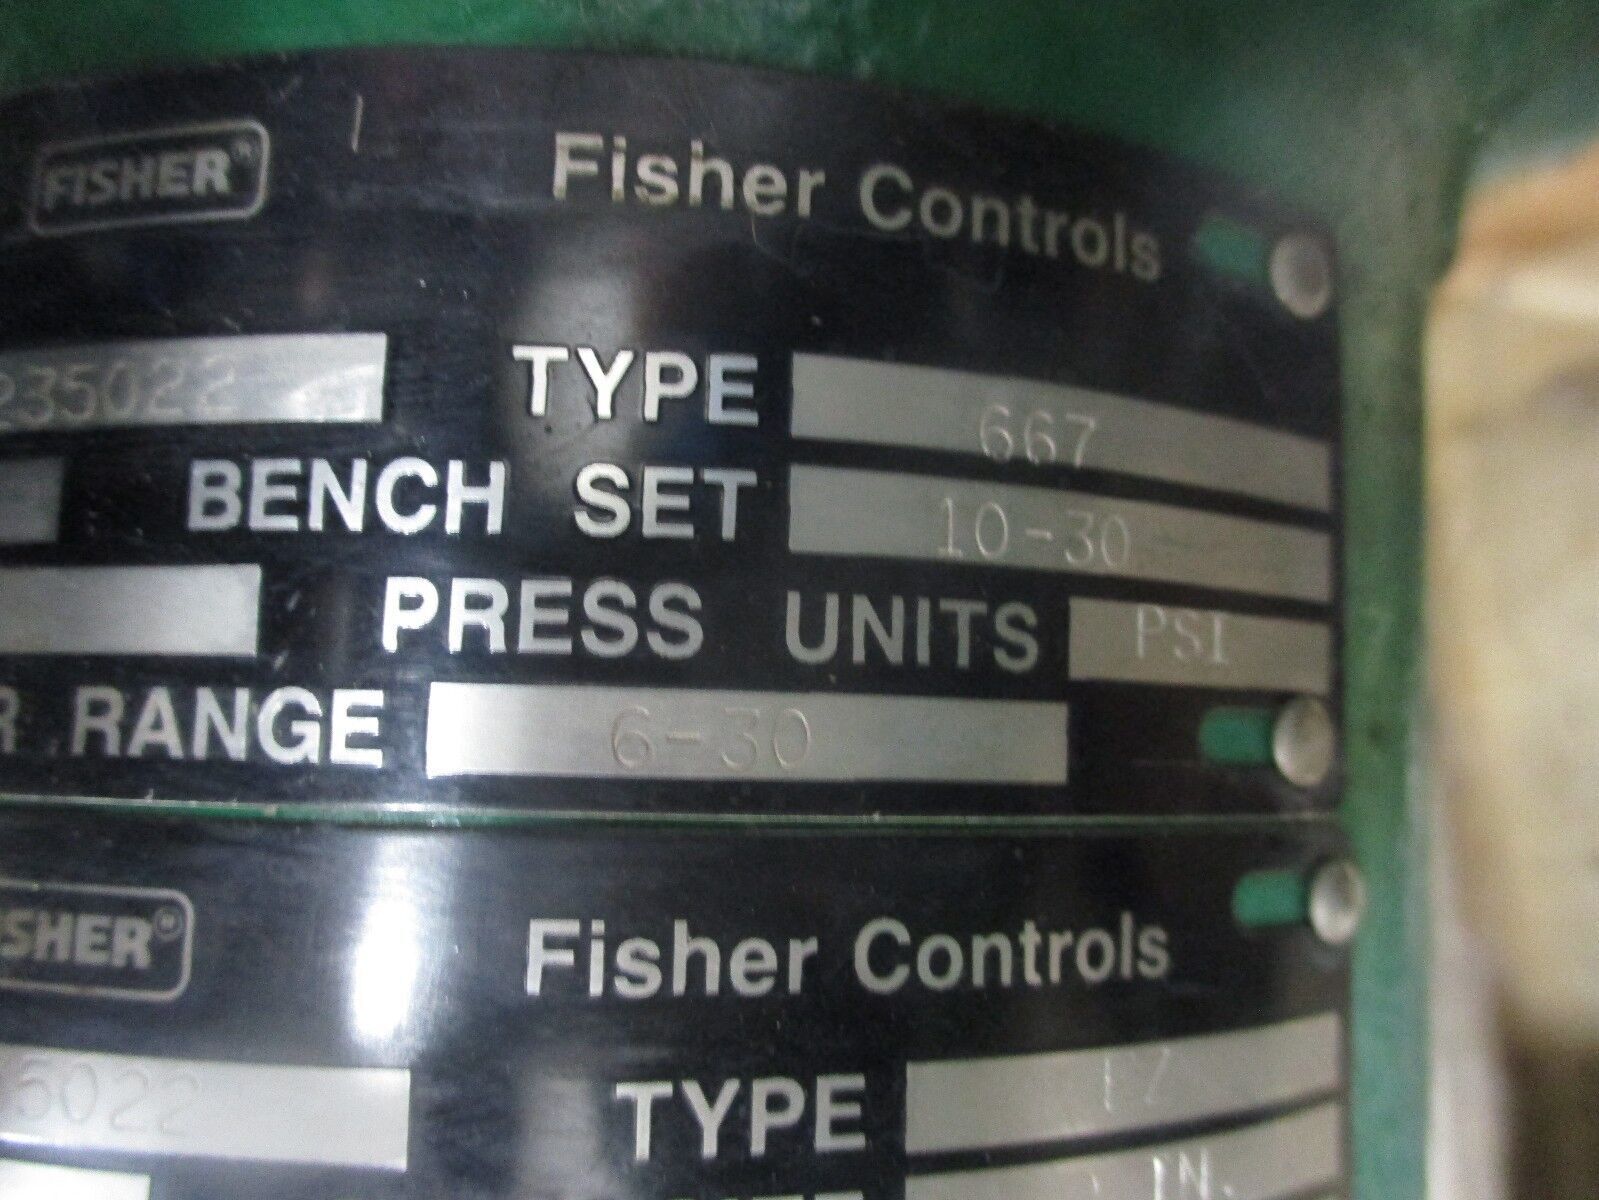 FISHER Fisher Controls
235022 TYPE 667
BENCH SET 10-30
PRESS UNITS PSI
R RANGE 6-30
SHER Fisher Controls
5022 TYPE
IN.